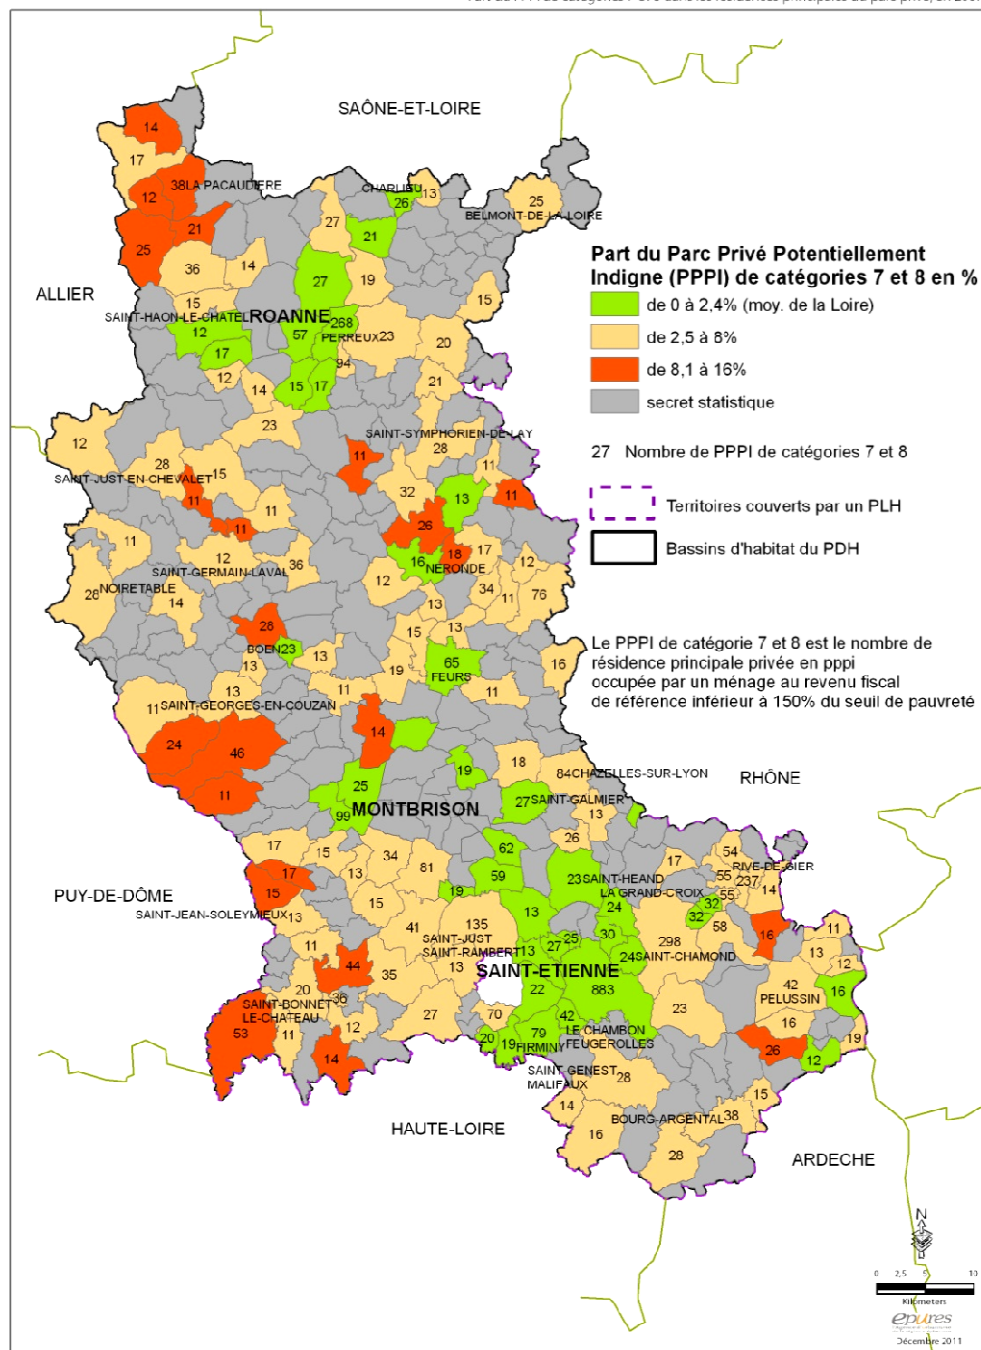 SAÔNE-ET-LOIRE
14
17
12
38 LA PACAUDIERE
21
25
36
14
27
CHARLIEU
13
26
21
25
BELMONT-DE-LA-LOIRE
ALLIER
15
SAINT-HAON-LE-CHATEL
12
17
27
ROANNE
57
268
PERREUX
19
23
15
20
94
12
14
15
17
21
23
Part du Parc Privé Potentiellement
Indigne (PPPI) de catégories 7 et 8 en %
de 0 à 2,4% (moy. de la Loire)
de 2,5 à 8%
de 8,1 à 16%
secret statistique
27 Nombre de PPPI de catégories 7 et 8
Territoires couverts par un PLH
Bassins d'habitat du PDH
Le PPPI de catégorie 7 et 8 est le nombre de
résidence principale privée en pppi
occupée par un ménage au revenu fiscal
de référence inférieur à 150% du seuil de pauvreté
12
28
15
SAINT-JUST-EN-CHEVALET
11
11
11
SAINT-SYMPHORIEN-DE-LAY
11
28
11
32
13
11
26
18
17
16
NERONDE
12
12
34
11
76
11
12
36
SAINT-GERMAIN-LAVAL
28
NOIRETABLE
14
28
BOEN 23
13
13
13
15
13
65
FEURS
19
16
13
11
11
11
SAINT-GEORGES-EN-COUZAN
24
46
11
14
19
25
99
MONTBRISON
18
84 CHAZELLES-SUR-LYON
27
SAINT-GALMIER
13
26
RHÔNE
PUY-DE-DÔME
17
15
13
34
81
17
15
15
SAINT-JEAN-SOLEYMIEUX
13
11
41
62
59
19
23
SAINT-HEAND
LA GRAND-CROIX
17
54
RIVE-DE-GIER
55
237
55
14
32
32
58
16
24
30
25
27
13
13
135
SAINT-JUST
SAINT-RAMBERT
13
SAINT-ETIENNE
24
298
SAINT-CHAMOND
11
13
12
42
PELUSSIN
16
16
19
12
26
44
20
36
35
SAINT-BONNET
LE-CHATEAU
53
11
12
14
27
70
22
883
42
79
20
19
FIRMINY
LE CHAMBON
FEUGEROLLES
23
SAINT-GENEST
MALIFAUX
28
14
16
BOURG-ARGENTAL
38
15
28
HAUTE-LOIRE
ARDECHE
N
0 2,5 5 10
Kilometers
epures
Décembre 2011